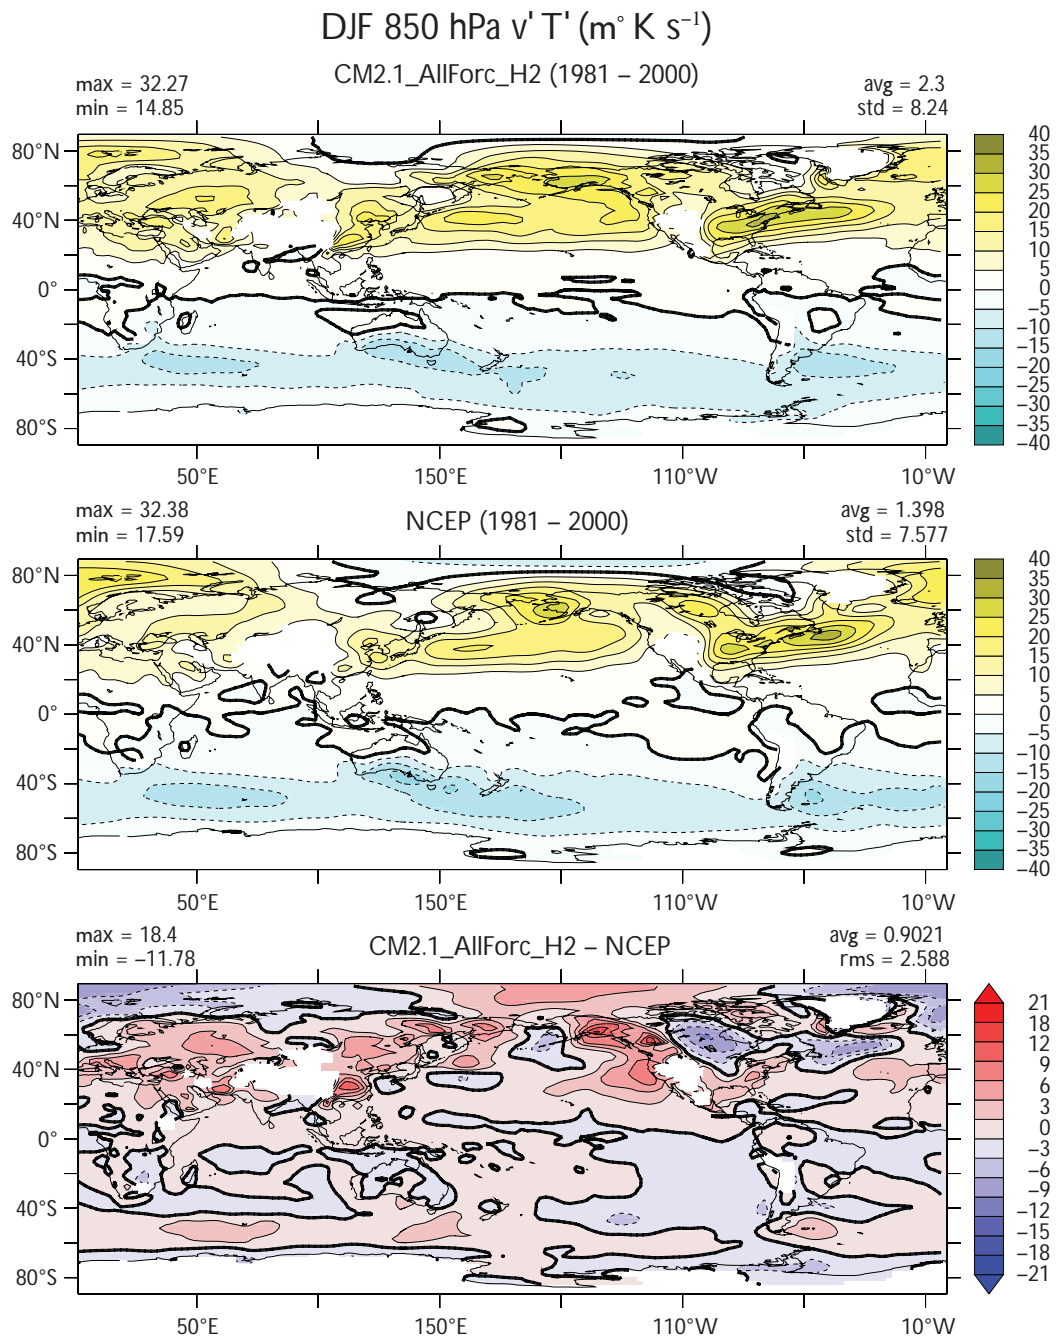 DJF 850 hPa v' T' (m° K s⁻¹)
CM2.1_AllForc_H2 (1981 – 2000)
max = 32.27
min = 14.85
avg = 2.3
std = 8.24
80°N
40°N
0°
40°S
80°S
50°E
150°E
110°W
10°W
40
35
30
25
20
15
10
5
0
−5
−10
−15
−20
−25
−30
−35
−40
NCEP (1981 – 2000)
max = 32.38
min = 17.59
avg = 1.398
std = 7.577
80°N
40°N
0°
40°S
80°S
50°E
150°E
110°W
10°W
40
35
30
25
20
15
10
5
0
−5
−10
−15
−20
−25
−30
−35
−40
CM2.1_AllForc_H2 – NCEP
max = 18.4
min = −11.78
avg = 0.9021
rms = 2.588
80°N
40°N
0°
40°S
80°S
50°E
150°E
110°W
10°W
21
18
12
9
6
3
0
−3
−6
−9
−12
−15
−18
−21